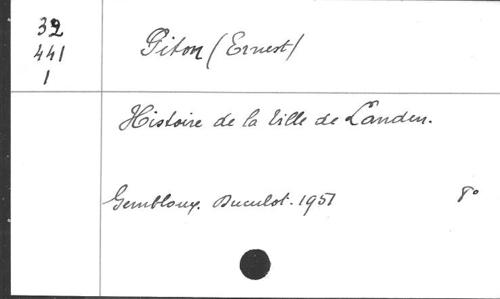 32
441
1
Piton (Ernest)
Histoire de la Ville de Landen.
Gembloux. Duculot. 1951 8°